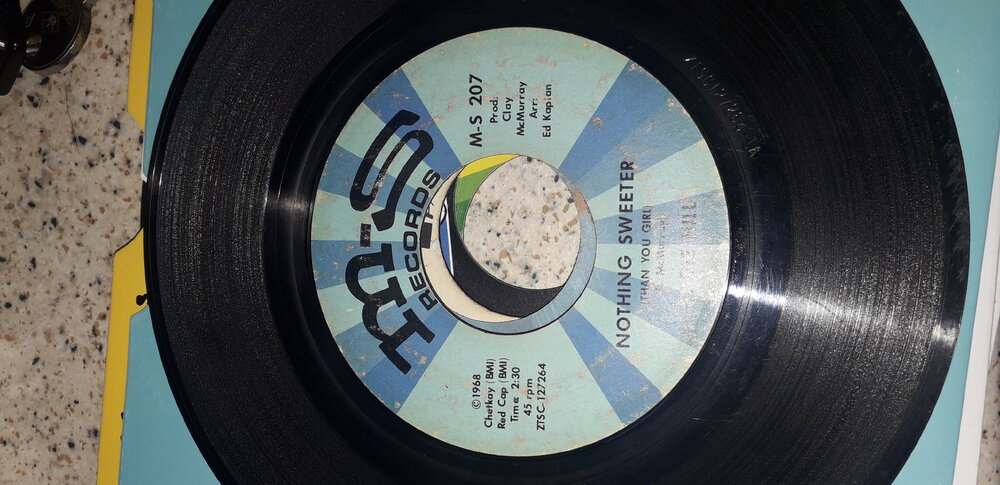 m-S
RECORDS
M-S 207
Prod:
Clay
McMurray
Arr:
Ed Kaplan
©1968
Chetkay (BMI)
Red Cap (BMI)
Time: 2:30
45 rpm
ZTSC-127264
NOTHING SWEETER
(THAN YOU GIRL)